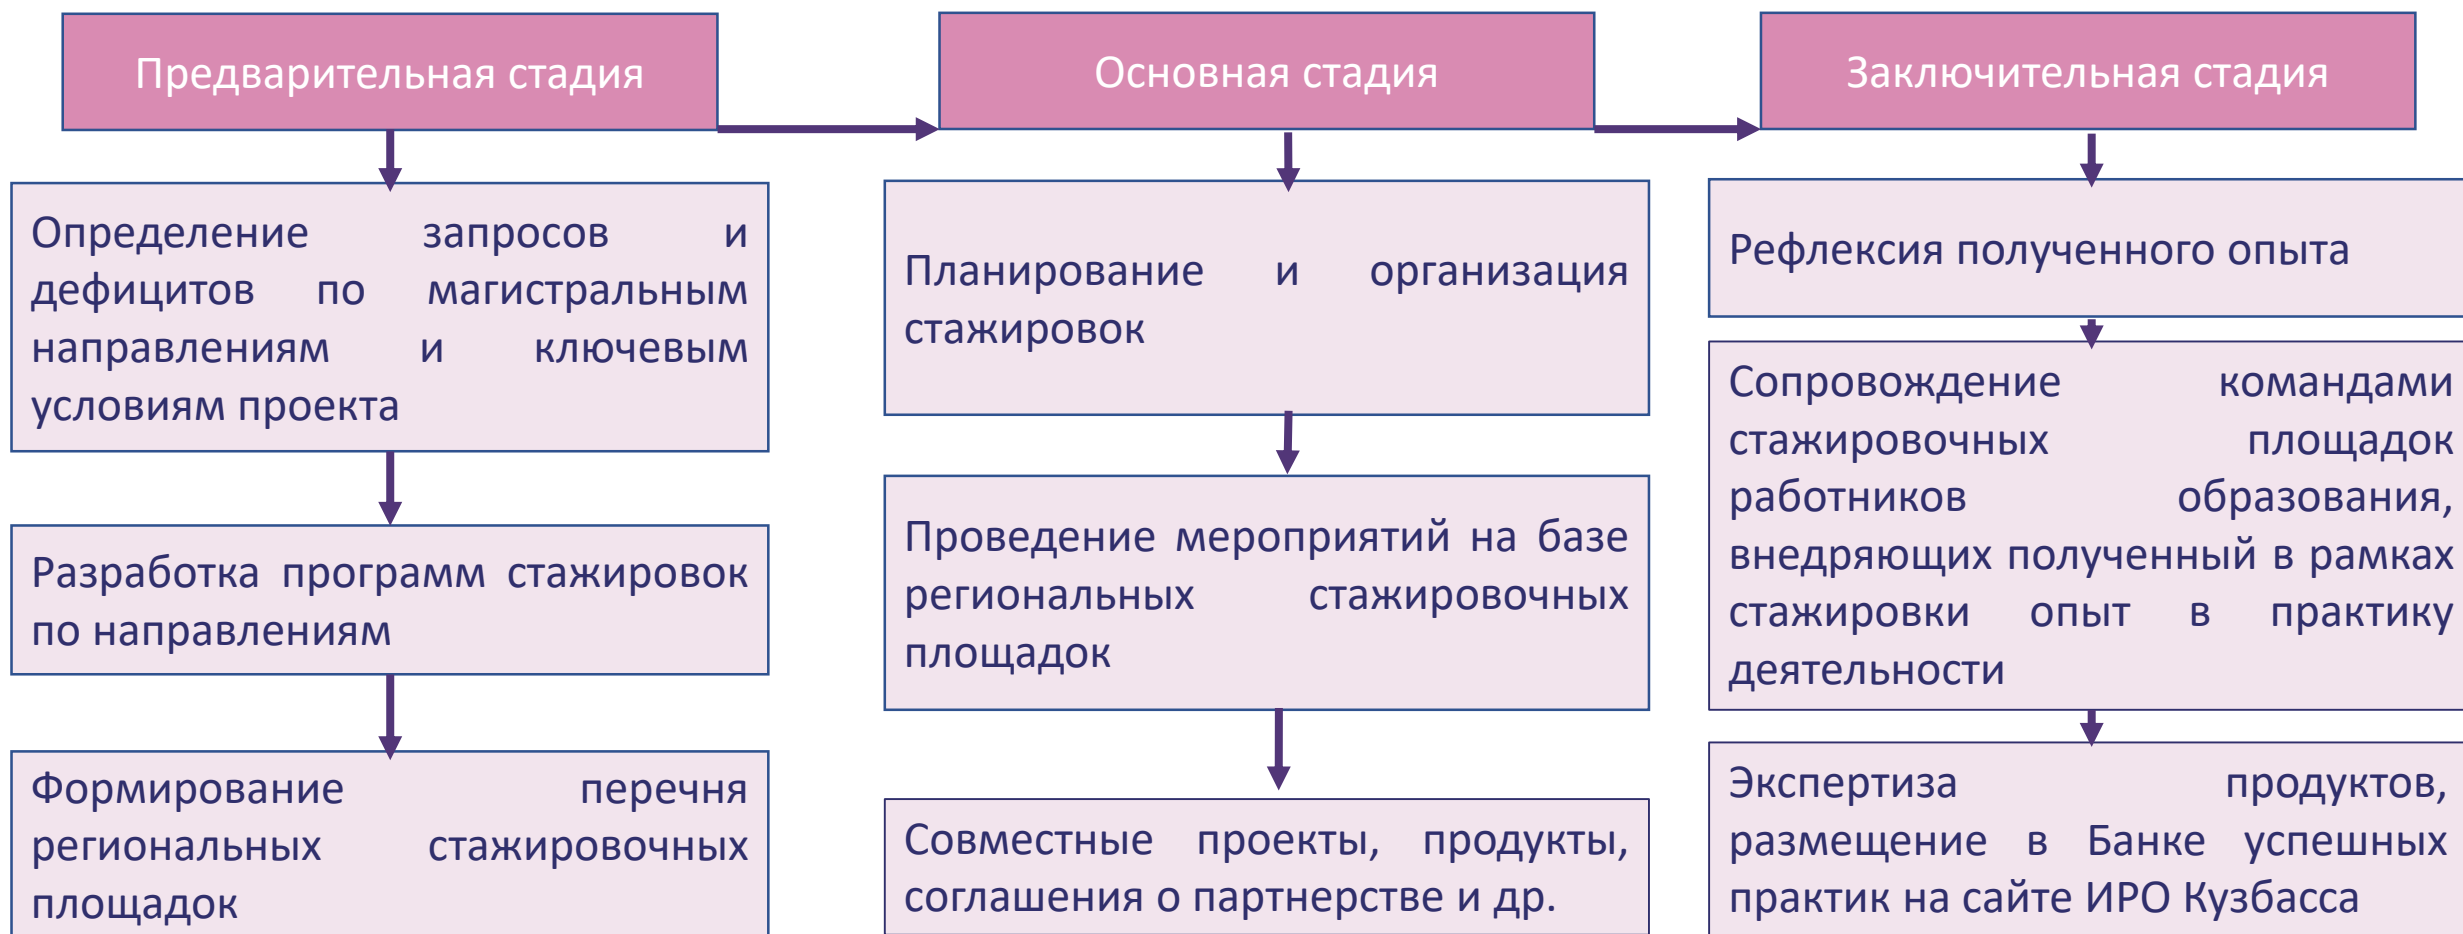 Предварительная стадия
Определение запросов и
дефицитов по магистральным
направлениям и ключевым
условиям проекта
Разработка программ стажировок
по направлениям
Формирование перечня
региональных стажировочных
площадок
Основная стадия
Планирование и организация
стажировок
Проведение мероприятий на базе
региональных стажировочных
площадок
Совместные проекты, продукты,
соглашения о партнерстве и др.
Заключительная стадия
Рефлексия полученного опыта
Сопровождение командами
стажировочных площадок
работников образования,
внедряющих полученный в рамках
стажировки опыт в практику
деятельности
Экспертиза продуктов,
размещение в Банке успешных
практик на сайте ИРО Кузбасса